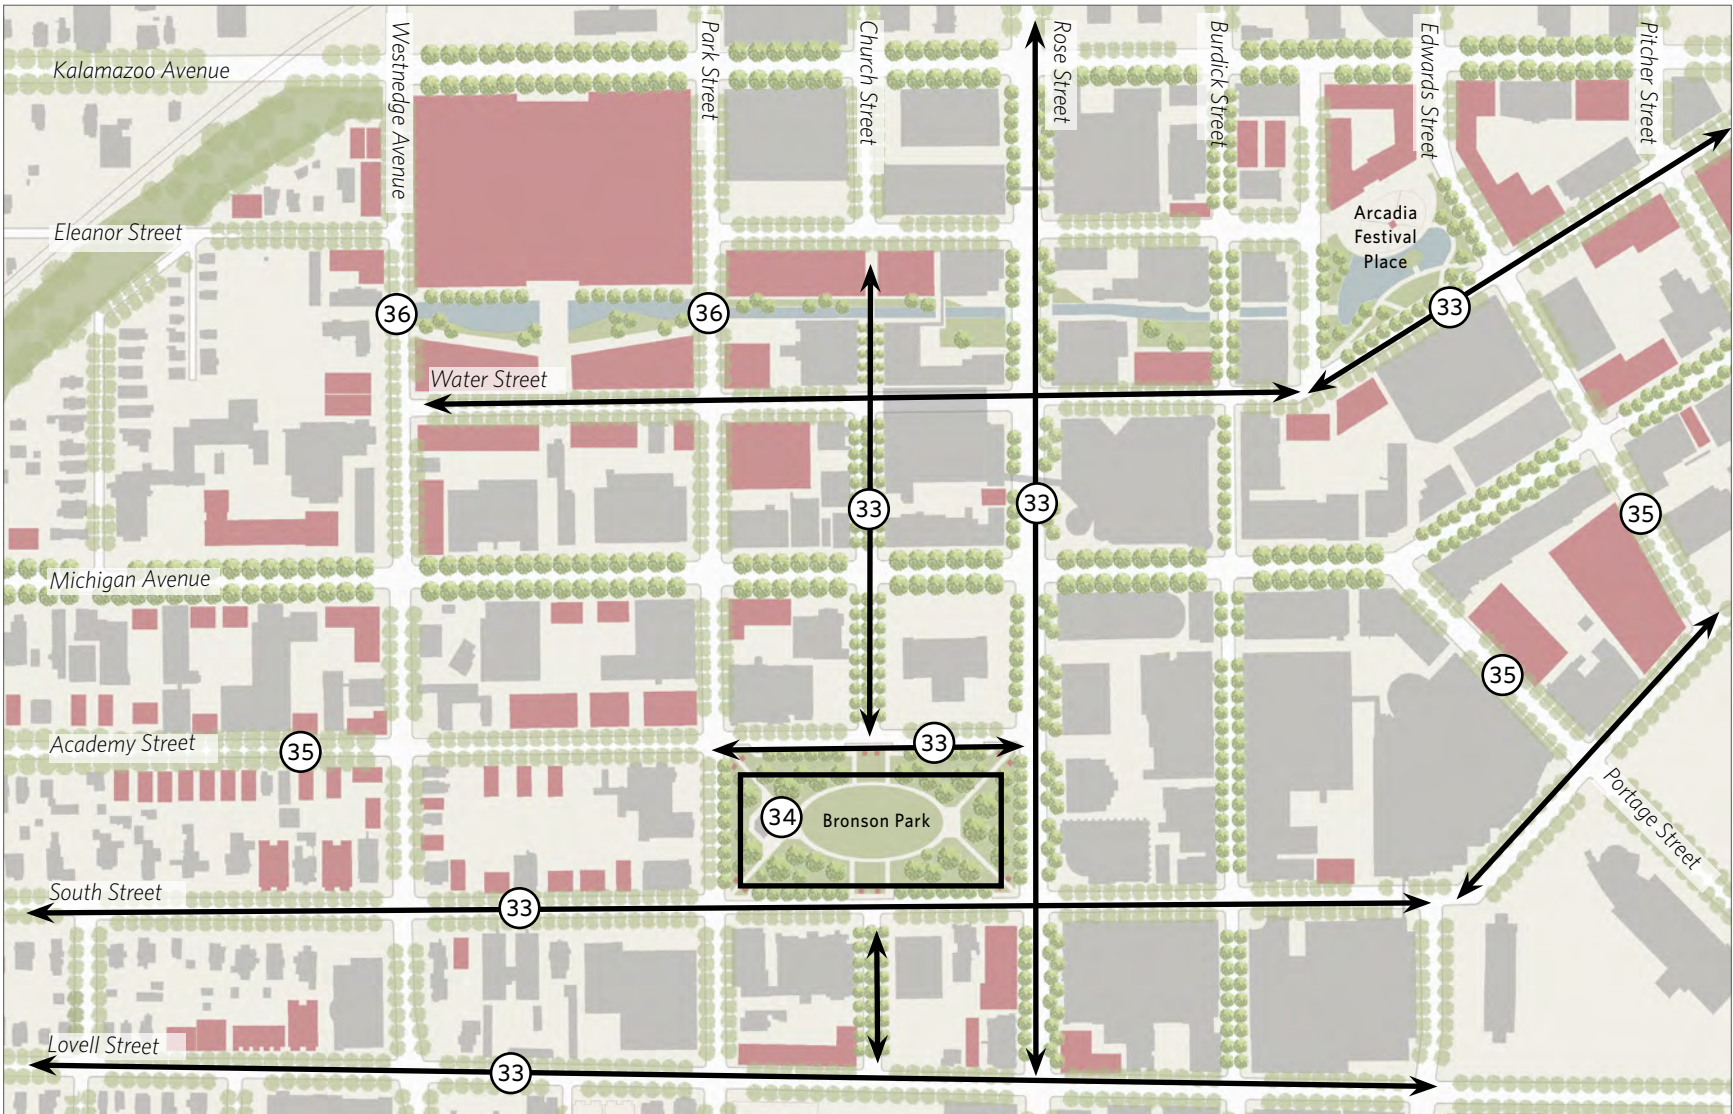 Westnedge Avenue
Park Street
Church Street
Rose Street
Burdick Street
Edwards Street
Pitcher Street
Kalamazoo Avenue
Eleanor Street
Arcadia
Festival
Place
36
36
33
Water Street
33
33
35
Michigan Avenue
35
Academy Street
35
33
34
Bronson Park
Portage Street
South Street
33
Lovell Street
33